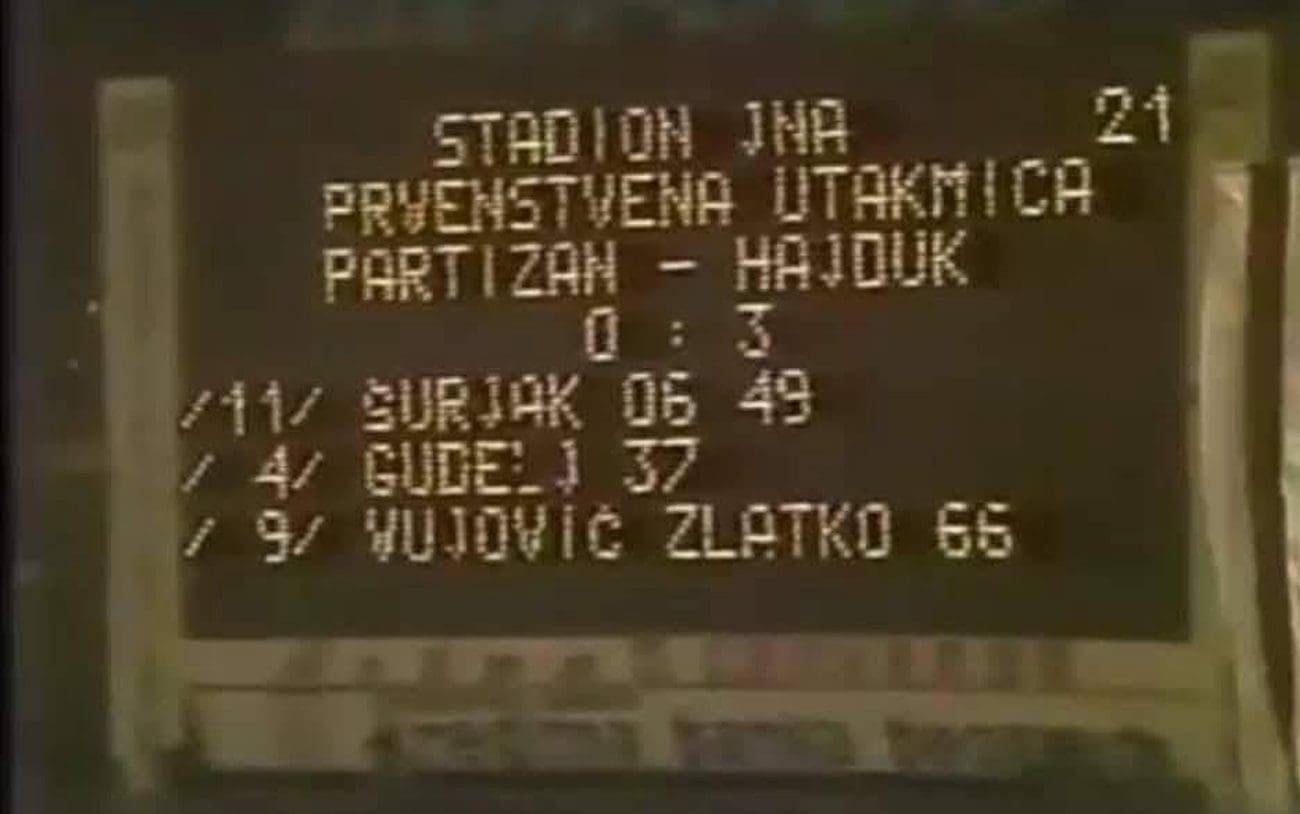 STADION JNA 21
PRVENSTVENA UTAKMICA
PARTIZAN - HAJDUK
0 : 3
/11/ ŠURJAK 06 49
/ 4/ GUDELJ 37
/ 9/ VUJOVIĆ ZLATKO 66